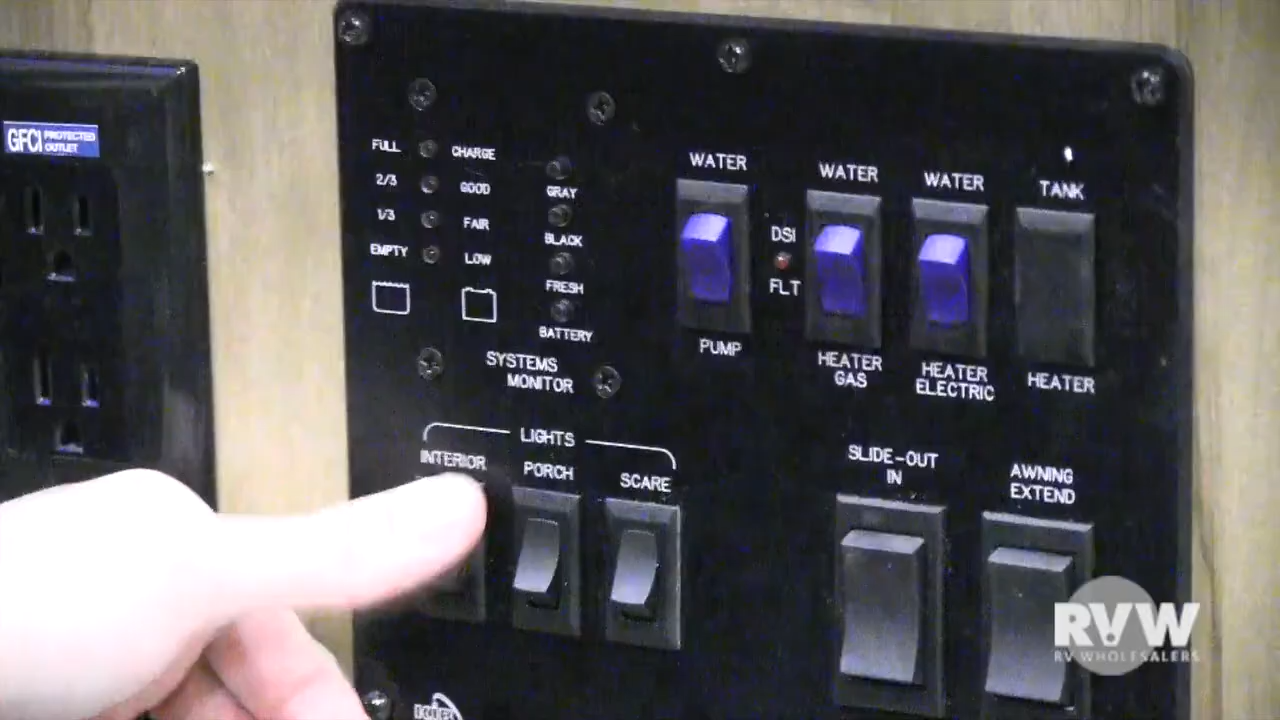 GFCI PROTECTED
OUTLET
FULL
2/3
1/3
EMPTY
CHARGE
GOOD
FAIR
LOW
GRAY
BLACK
FRESH
BATTERY
SYSTEMS
MONITOR
WATER
PUMP
DSI
FLT
WATER
HEATER
GAS
WATER
HEATER
ELECTRIC
TANK
HEATER
LIGHTS
INTERIOR
PORCH
SCARE
SLIDE-OUT
IN
AWNING
EXTEND
RVW
RV WHOLESALERS